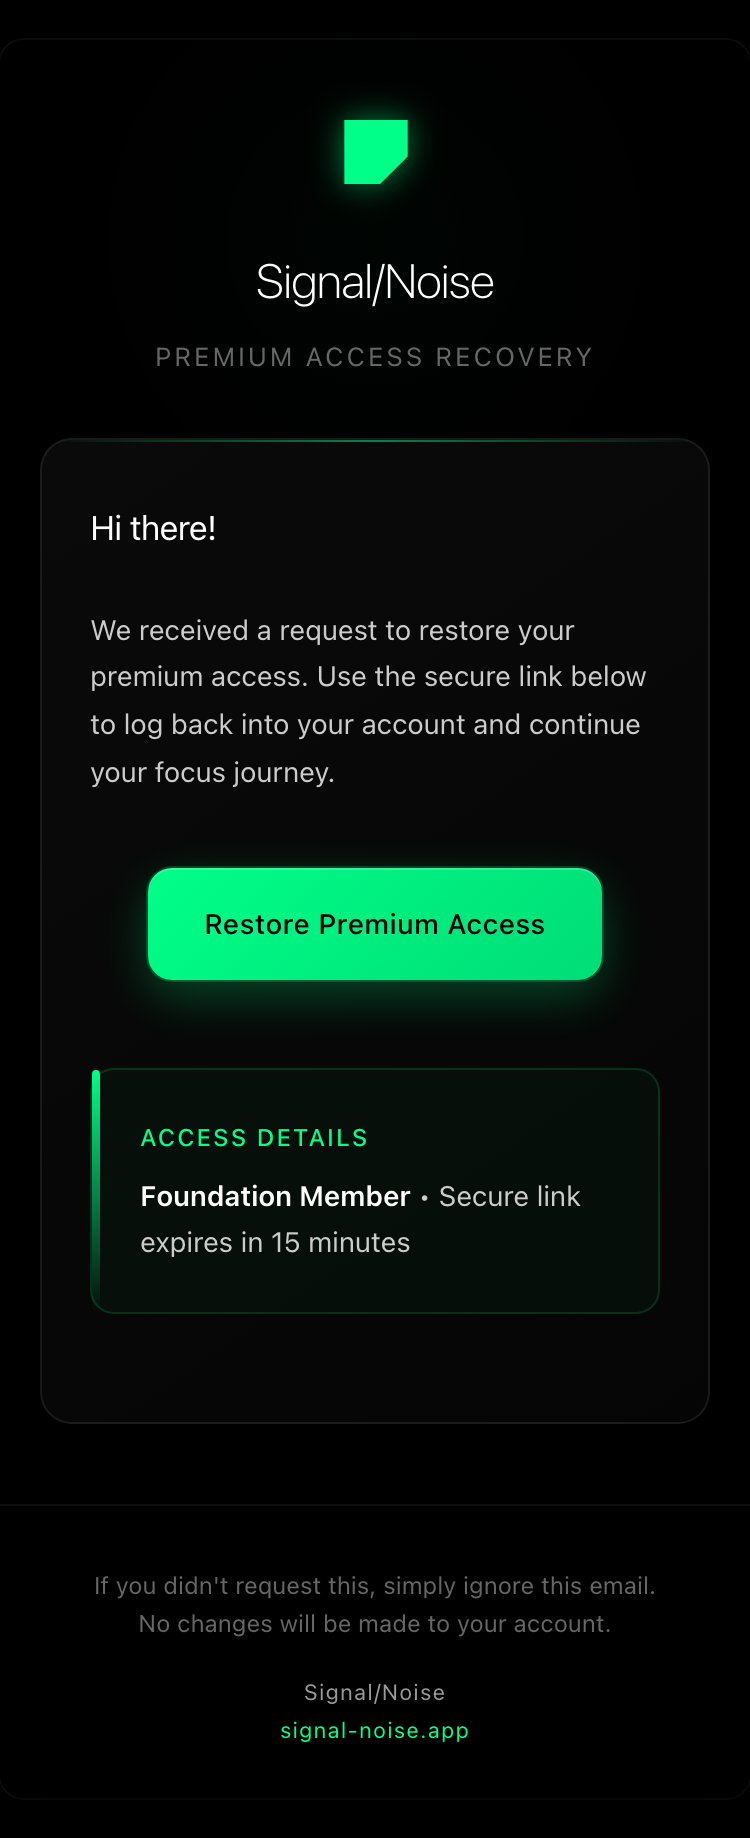 Signal/Noise
PREMIUM ACCESS RECOVERY
Hi there!
We received a request to restore your
premium access. Use the secure link below
to log back into your account and continue
your focus journey.
Restore Premium Access
ACCESS DETAILS
Foundation Member • Secure link
expires in 15 minutes
If you didn't request this, simply ignore this email.
No changes will be made to your account.
Signal/Noise
signal-noise.app